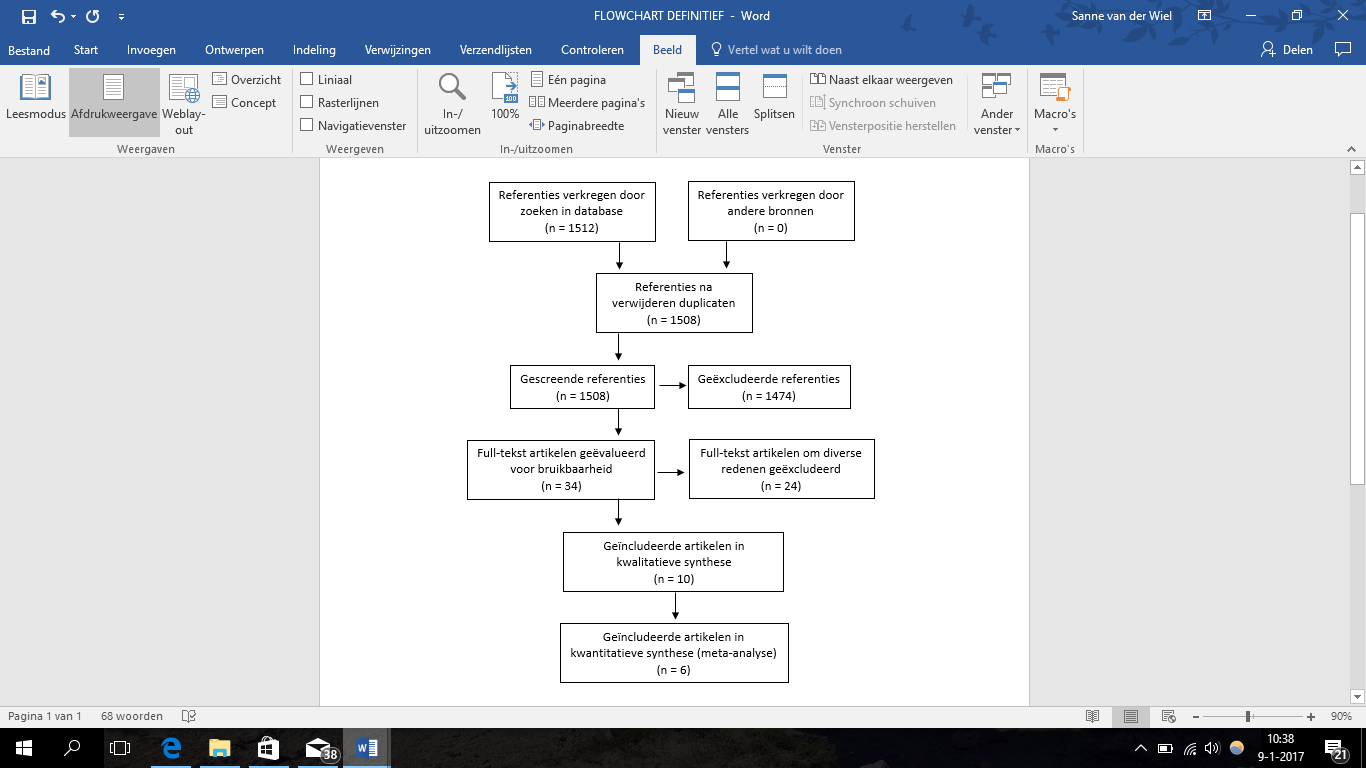 FLOWCHART DEFINITIEF - Word
Sanne van der Wiel
Bestand Start Invoegen Ontwerpen Indeling Verwijzingen Verzendlijsten Controleren Beeld Vertel wat u wilt doen Delen
Leesmodus
Afdrukweergave
Weblay-
out
Overzicht
Concept
Weergaven
Liniaal
Rasterlijnen
Navigatievenster
Weergeven
In-/
uitzoomen
100
100%
Eén pagina
Meerdere pagina's
Paginabreedte
In-/uitzoomen
Nieuw
venster
Alle
vensters
Splitsen
Naast elkaar weergeven
Synchroon schuiven
Vensterpositie herstellen
Ander
venster
Venster
Macro's
Macro's
Referenties verkregen door
zoeken in database
(n = 1512)
Referenties verkregen door
andere bronnen
(n = 0)
Referenties na
verwijderen duplicaten
(n = 1508)
Gescreende referenties
(n = 1508)
Geëxcludeerde referenties
(n = 1474)
Full-tekst artikelen geëvalueerd
voor bruikbaarheid
(n = 34)
Full-tekst artikelen om diverse
redenen geëxcludeerd
(n = 24)
Geïncludeerde artikelen in
kwalitatieve synthese
(n = 10)
Geïncludeerde artikelen in
kwantitatieve synthese (meta-analyse)
(n = 6)
Pagina 1 van 1 68 woorden 90%
38
10:38
9-1-2017
21